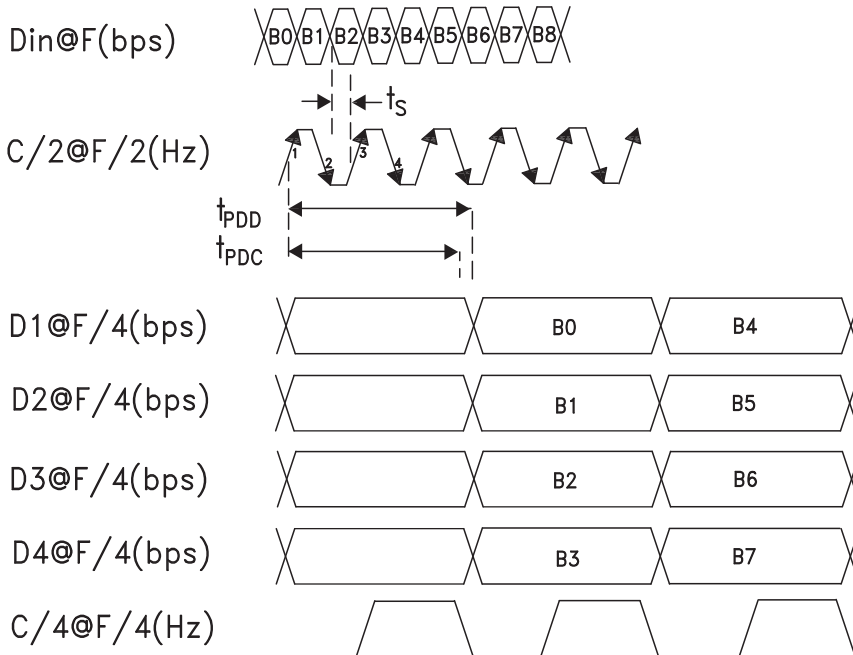 Din@F(bps) B0 B1 B2 B3 B4 B5 B6 B7 B8
tS
C/2@F/2(Hz) 1 2 3 4
tPDD
tPDC
D1@F/4(bps) B0 B4
D2@F/4(bps) B1 B5
D3@F/4(bps) B2 B6
D4@F/4(bps) B3 B7
C/4@F/4(Hz)